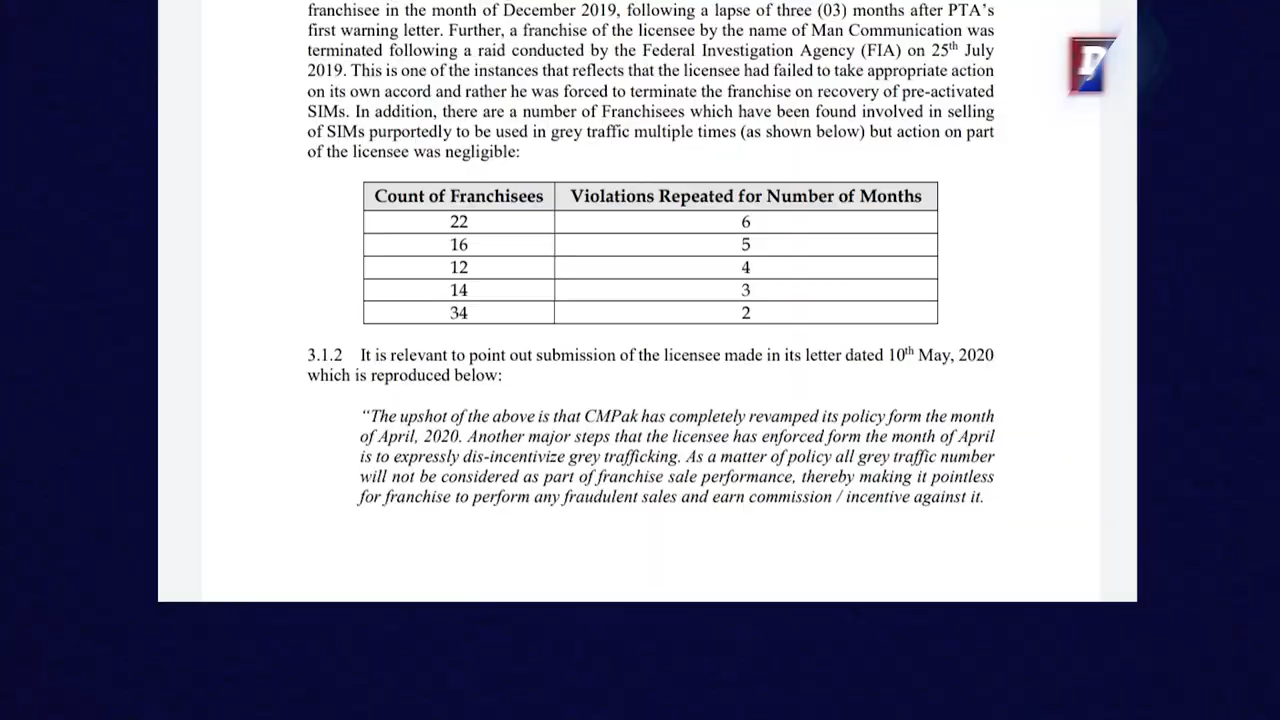 franchisee in the month of December 2019, following a lapse of three (03) months after PTA's
first warning letter. Further, a franchise of the licensee by the name of Man Communication was
terminated following a raid conducted by the Federal Investigation Agency (FIA) on 25th July
2019. This is one of the instances that reflects that the licensee had failed to take appropriate action
on its own accord and rather he was forced to terminate the franchise on recovery of pre-activated
SIMs. In addition, there are a number of Franchisees which have been found involved in selling
of SIMs purportedly to be used in grey traffic multiple times (as shown below) but action on part
of the licensee was negligible:
Count of Franchisees Violations Repeated for Number of Months
22 6
16 5
12 4
14 3
34 2
3.1.2 It is relevant to point out submission of the licensee made in its letter dated 10th May, 2020
which is reproduced below:
"The upshot of the above is that CMPak has completely revamped its policy form the month
of April, 2020. Another major steps that the licensee has enforced form the month of April
is to expressly dis-incentivize grey trafficking. As a matter of policy all grey traffic number
will not be considered as part of franchise sale performance, thereby making it pointless
for franchise to perform any fraudulent sales and earn commission / incentive against it.